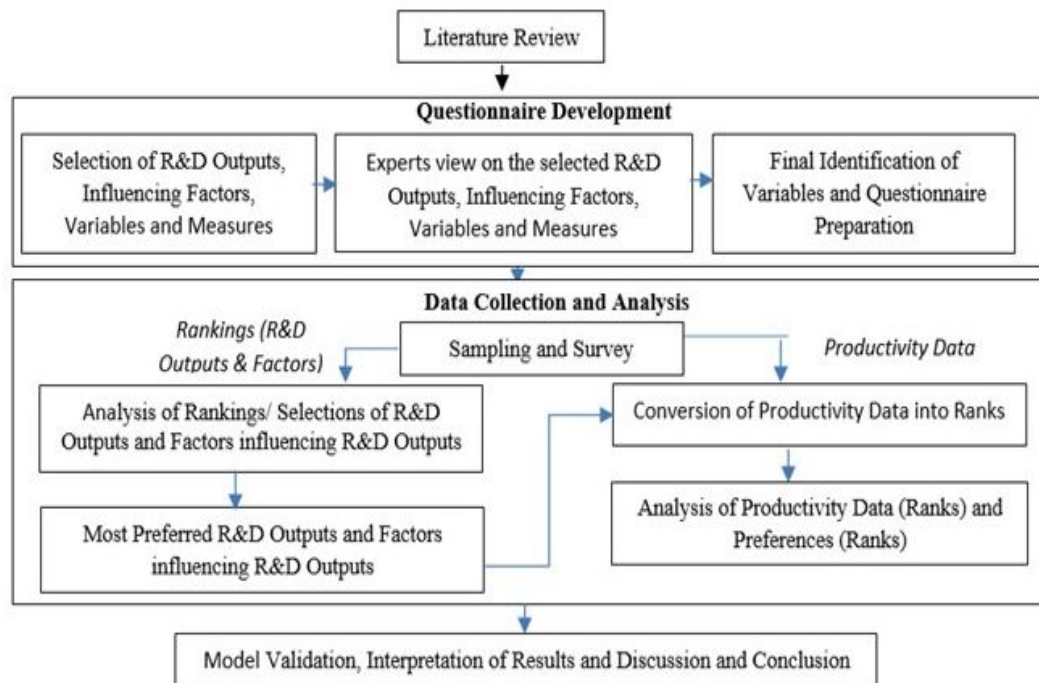 Literature Review
Questionnaire Development
Selection of R&D Outputs,
Influencing Factors,
Variables and Measures
Experts view on the selected R&D
Outputs, Influencing Factors,
Variables and Measures
Final Identification of
Variables and Questionnaire
Preparation
Data Collection and Analysis
Rankings (R&D
Outputs & Factors)
Sampling and Survey
Productivity Data
Analysis of Rankings/ Selections of R&D
Outputs and Factors influencing R&D Outputs
Conversion of Productivity Data into Ranks
Most Preferred R&D Outputs and Factors
influencing R&D Outputs
Analysis of Productivity Data (Ranks) and
Preferences (Ranks)
Model Validation, Interpretation of Results and Discussion and Conclusion